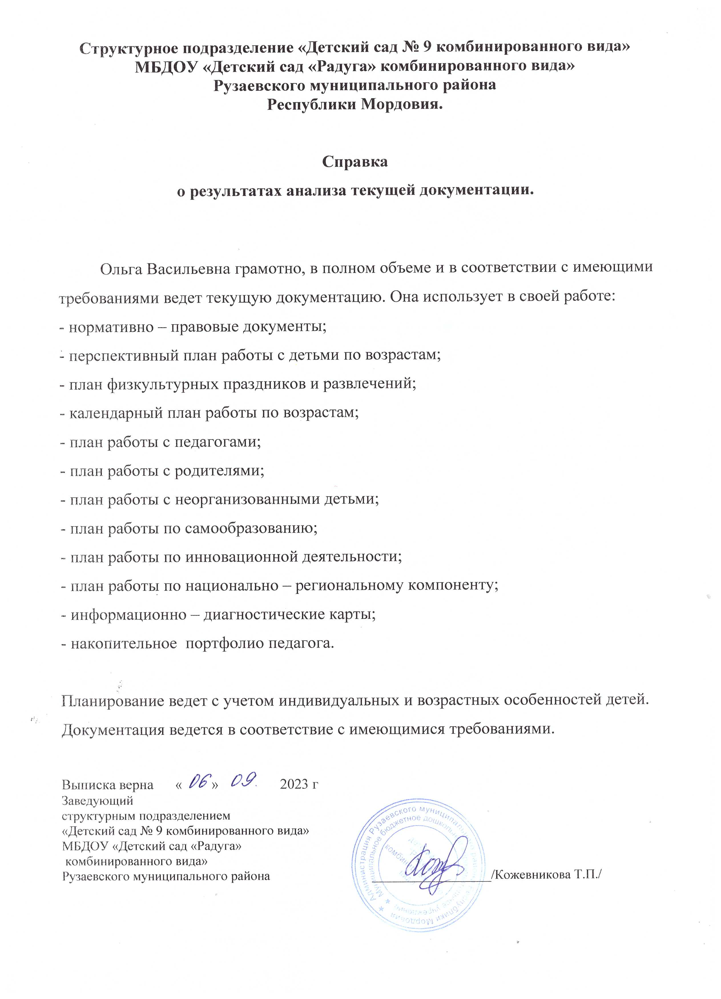 Структурное подразделение «Детский сад № 9 комбинированного вида»
МБДОУ «Детский сад «Радуга» комбинированного вида»
Рузаевского муниципального района
Республики Мордовия.
Справка
о результатах анализа текущей документации.
Ольга Васильевна грамотно, в полном объеме и в соответствии с имеющими
требованиями ведет текущую документацию. Она использует в своей работе:
- нормативно – правовые документы;
- перспективный план работы с детьми по возрастам;
- план физкультурных праздников и развлечений;
- календарный план работы по возрастам;
- план работы с педагогами;
- план работы с родителями;
- план работы с неорганизованными детьми;
- план работы по самообразованию;
- план работы по инновационной деятельности;
- план работы по национально – региональному компоненту;
- информационно – диагностические карты;
- накопительное портфолио педагога.
Планирование ведет с учетом индивидуальных и возрастных особенностей детей.
Документация ведется в соответствие с имеющимися требованиями.
Выписка верна « 06 » 09. 2023 г
Заведующий
структурным подразделением
«Детский сад № 9 комбинированного вида»
МБДОУ «Детский сад «Радуга»
комбинированного вида»
Рузаевского муниципального района /Кожевникова Т.П./
Администрация Рузаевского муниципального района Республики Мордовия
Муниципальное бюджетное дошкольное учреждение